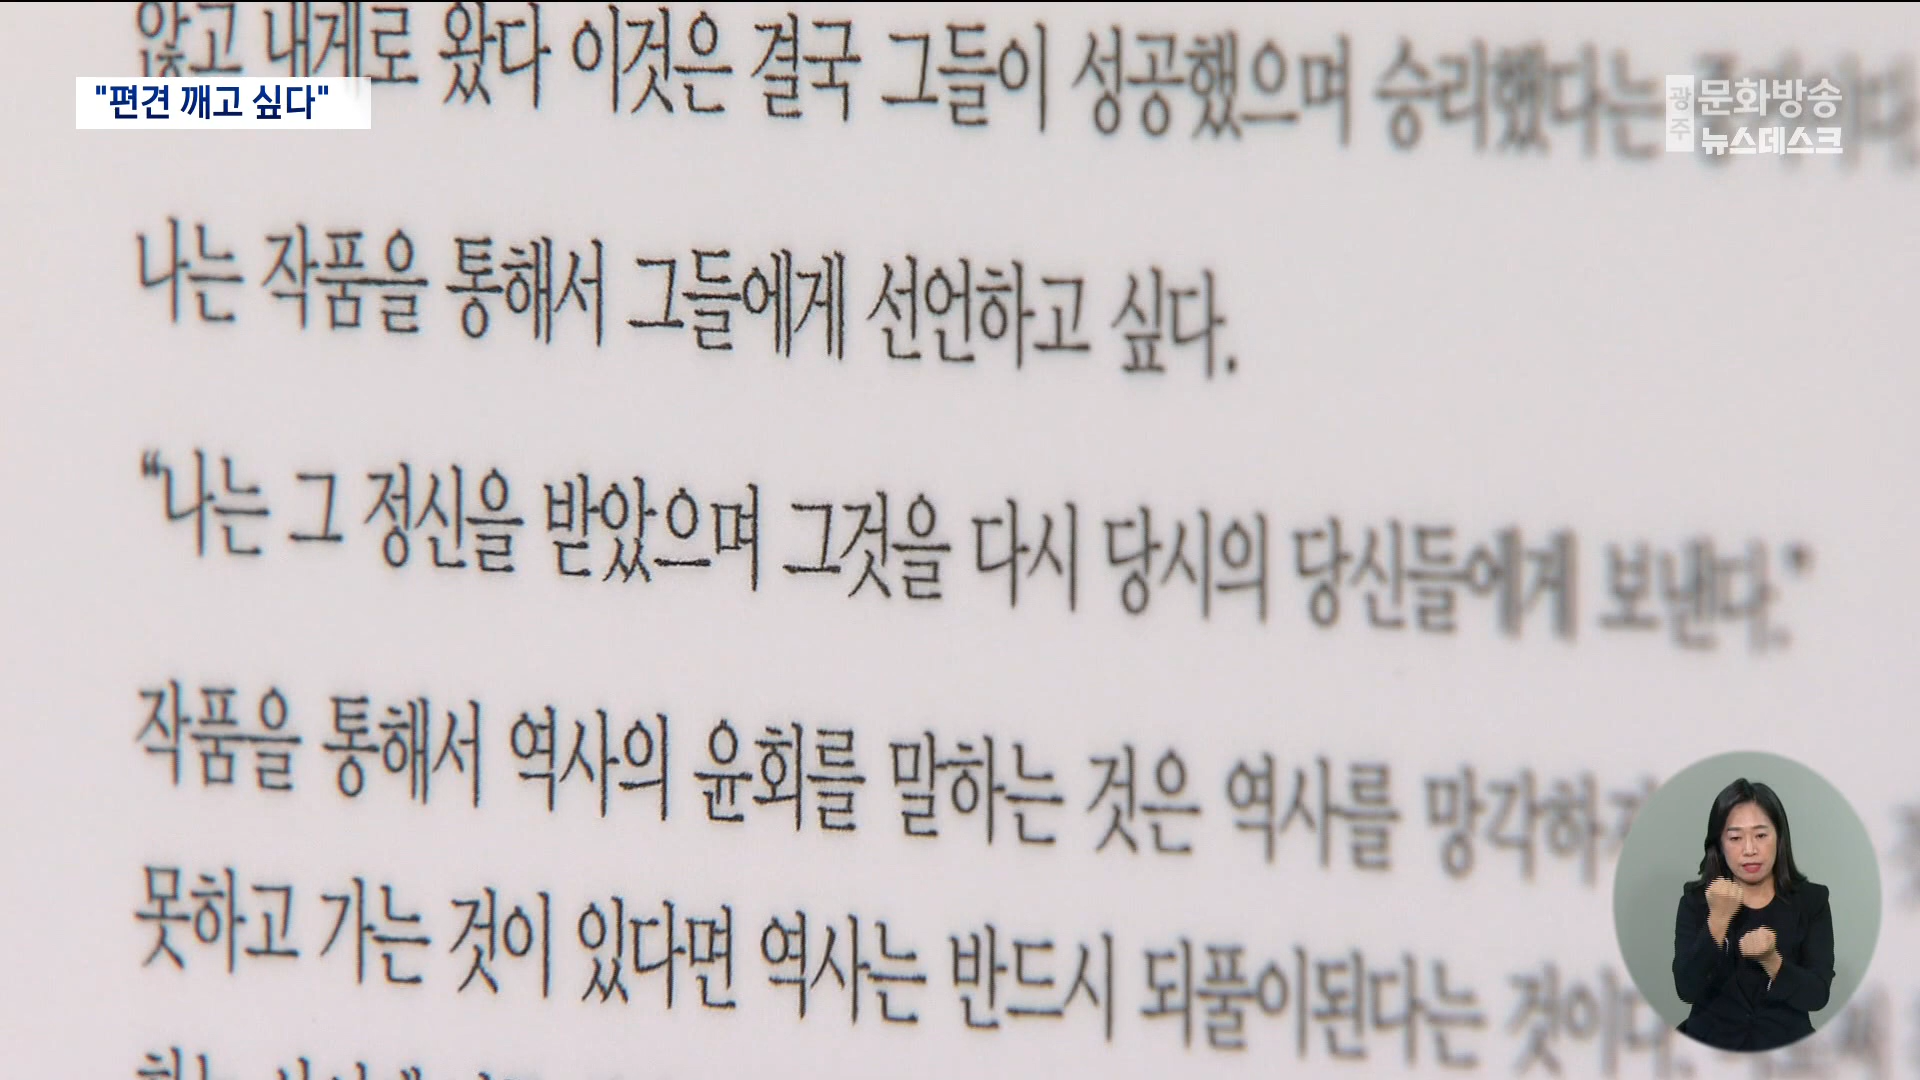 않고 내게로 왔다 이것은 결국 그들이 성공했으며 승리했다는
"편견 깨고 싶다"
광주 문화방송
뉴스데스크
나는 작품을 통해서 그들에게 선언하고 싶다.
“나는 그 정신을 받았으며 그것을 다시 당시의 당신들에게 보낸다.”
작품을 통해서 역사의 윤회를 말하는 것은 역사를 망각하지
못하고 가는 것이 있다면 역사는 반드시 되풀이된다는 것이다.